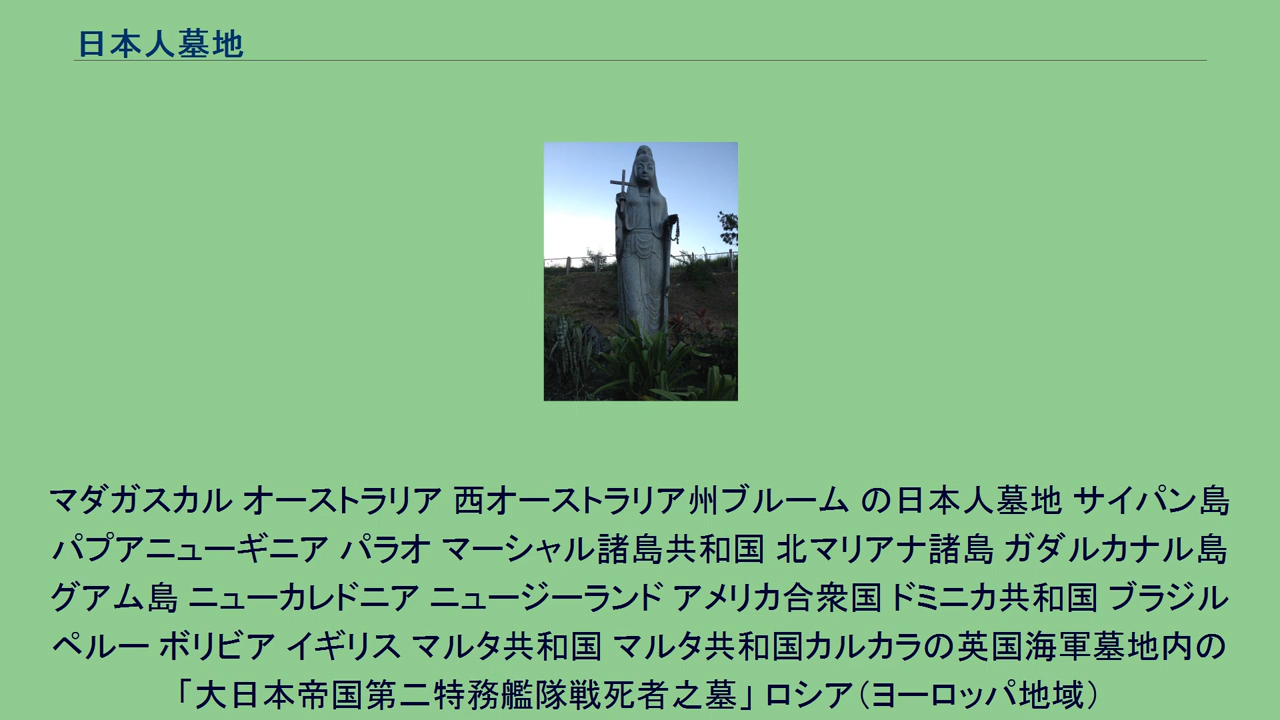 日本人墓地
マダガスカル オーストラリア 西オーストラリア州ブルーム の日本人墓地 サイパン島
パプアニューギニア パラオ マーシャル諸島共和国 北マリアナ諸島 ガダルカナル島
グアム島 ニューカレドニア ニュージーランド アメリカ合衆国 ドミニカ共和国 ブラジル
ペルー ボリビア イギリス マルタ共和国 マルタ共和国カルカラの英国海軍墓地内の
「大日本帝国第二特務艦隊戦死者之墓」 ロシア（ヨーロッパ地域）